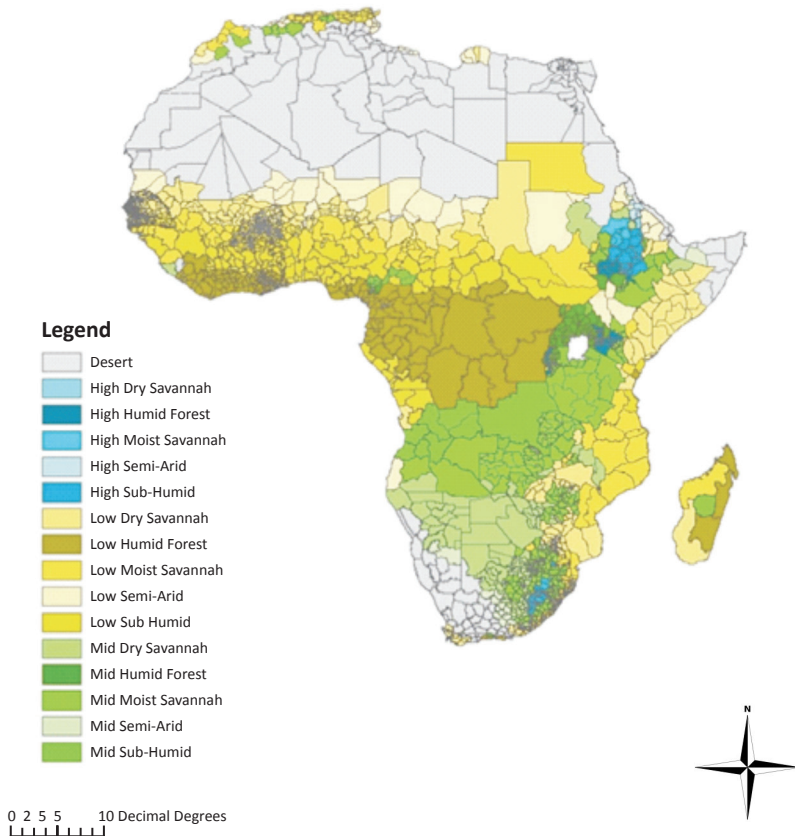 Legend
Desert
High Dry Savannah
High Humid Forest
High Moist Savannah
High Semi-Arid
High Sub-Humid
Low Dry Savannah
Low Humid Forest
Low Moist Savannah
Low Semi-Arid
Low Sub Humid
Mid Dry Savannah
Mid Humid Forest
Mid Moist Savannah
Mid Semi-Arid
Mid Sub-Humid
N
0 2 5 5 10 Decimal Degrees